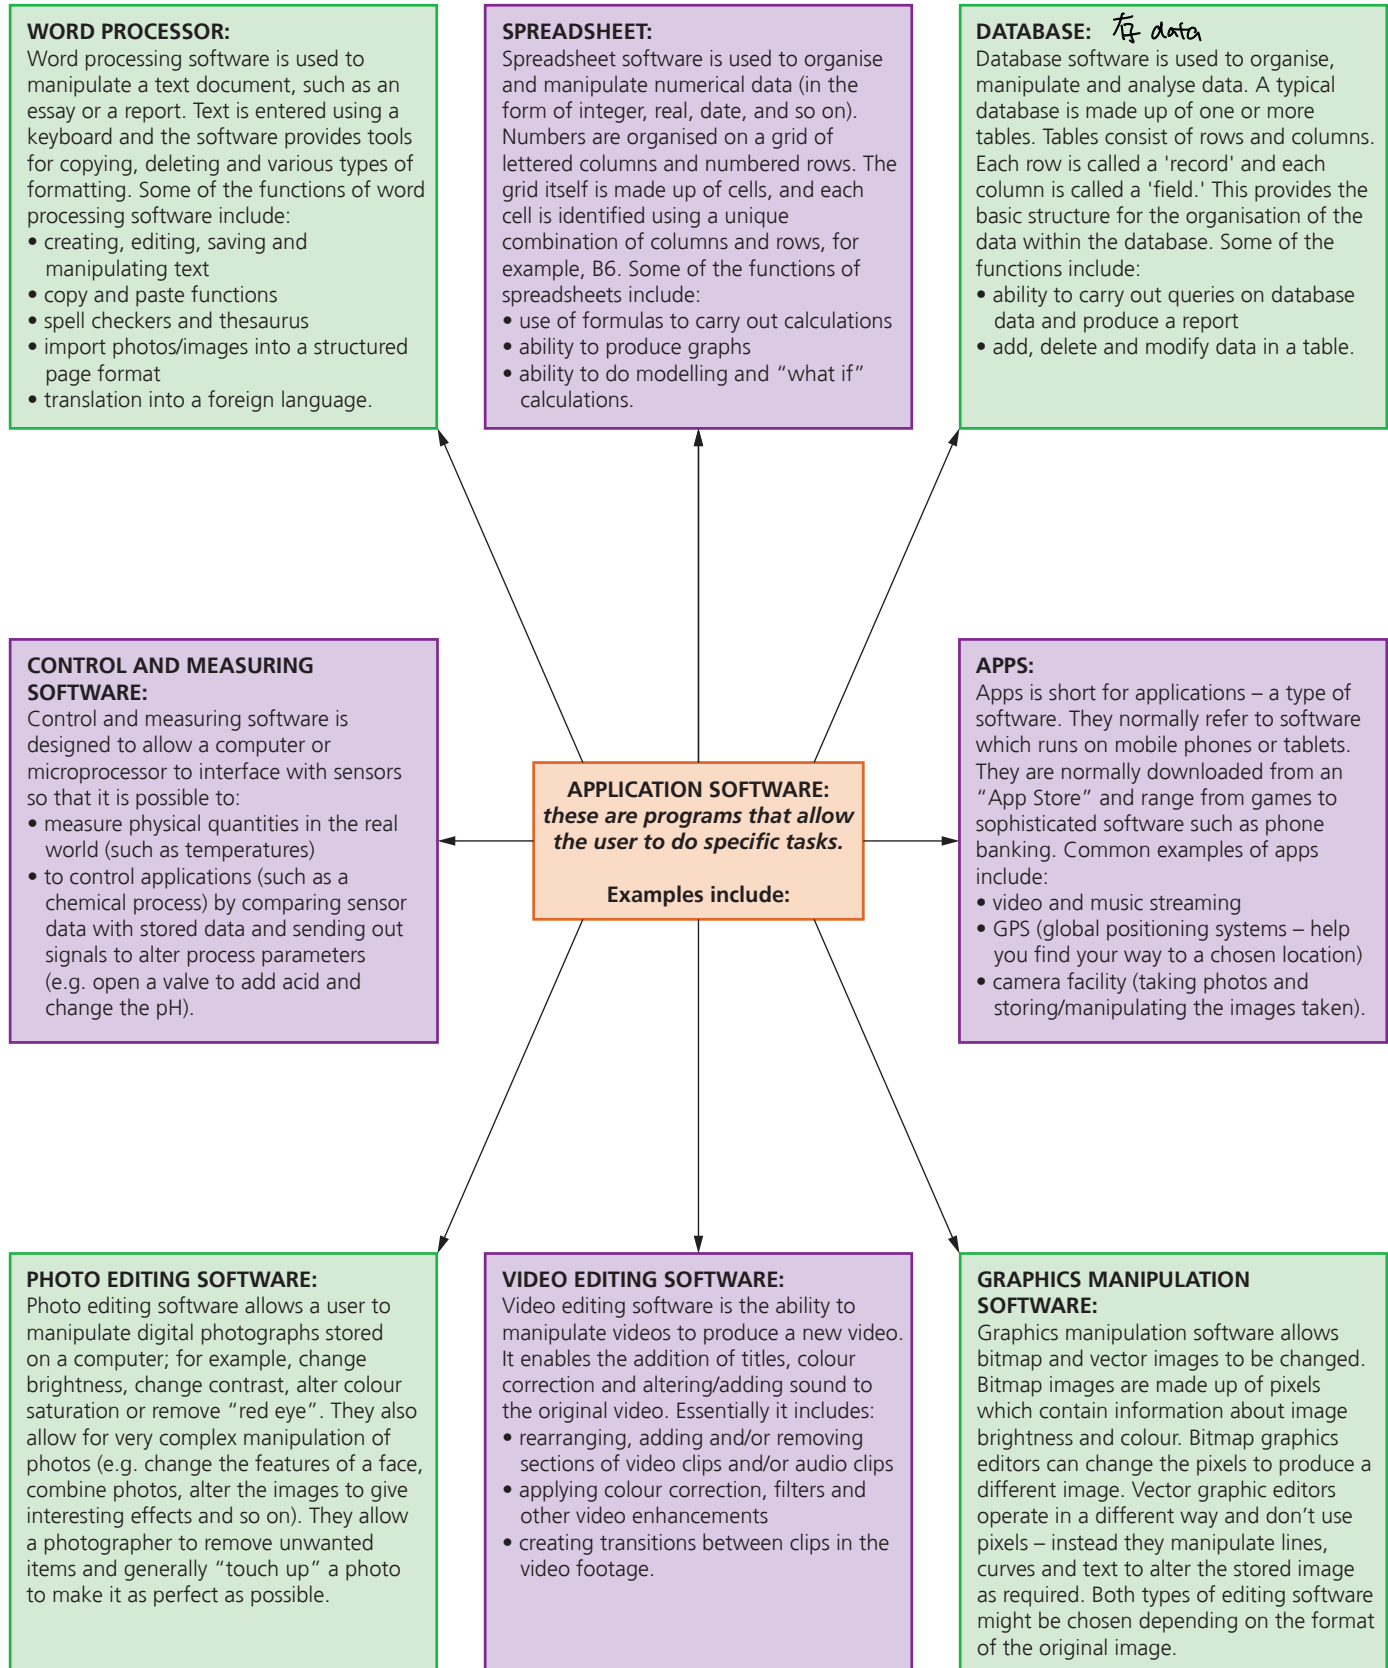 WORD PROCESSOR:
Word processing software is used to
manipulate a text document, such as an
essay or a report. Text is entered using a
keyboard and the software provides tools
for copying, deleting and various types of
formatting. Some of the functions of word
processing software include:
• creating, editing, saving and
manipulating text
• copy and paste functions
• spell checkers and thesaurus
• import photos/images into a structured
page format
• translation into a foreign language.
SPREADSHEET:
Spreadsheet software is used to organise
and manipulate numerical data (in the
form of integer, real, date, and so on).
Numbers are organised on a grid of
lettered columns and numbered rows. The
grid itself is made up of cells, and each
cell is identified using a unique
combination of columns and rows, for
example, B6. Some of the functions of
spreadsheets include:
• use of formulas to carry out calculations
• ability to produce graphs
• ability to do modelling and “what if”
calculations.
DATABASE: 存 data
Database software is used to organise,
manipulate and analyse data. A typical
database is made up of one or more
tables. Tables consist of rows and columns.
Each row is called a 'record' and each
column is called a 'field.' This provides the
basic structure for the organisation of the
data within the database. Some of the
functions include:
• ability to carry out queries on database
data and produce a report
• add, delete and modify data in a table.
CONTROL AND MEASURING
SOFTWARE:
Control and measuring software is
designed to allow a computer or
microprocessor to interface with sensors
so that it is possible to:
• measure physical quantities in the real
world (such as temperatures)
• to control applications (such as a
chemical process) by comparing sensor
data with stored data and sending out
signals to alter process parameters
(e.g. open a valve to add acid and
change the pH).
APPLICATION SOFTWARE:
these are programs that allow
the user to do specific tasks.
Examples include:
APPS:
Apps is short for applications – a type of
software. They normally refer to software
which runs on mobile phones or tablets.
They are normally downloaded from an
“App Store” and range from games to
sophisticated software such as phone
banking. Common examples of apps
include:
• video and music streaming
• GPS (global positioning systems – help
you find your way to a chosen location)
• camera facility (taking photos and
storing/manipulating the images taken).
PHOTO EDITING SOFTWARE:
Photo editing software allows a user to
manipulate digital photographs stored
on a computer; for example, change
brightness, change contrast, alter colour
saturation or remove “red eye”. They also
allow for very complex manipulation of
photos (e.g. change the features of a face,
combine photos, alter the images to give
interesting effects and so on). They allow
a photographer to remove unwanted
items and generally “touch up” a photo
to make it as perfect as possible.
VIDEO EDITING SOFTWARE:
Video editing software is the ability to
manipulate videos to produce a new video.
It enables the addition of titles, colour
correction and altering/adding sound to
the original video. Essentially it includes:
• rearranging, adding and/or removing
sections of video clips and/or audio clips
• applying colour correction, filters and
other video enhancements
• creating transitions between clips in the
video footage.
GRAPHICS MANIPULATION
SOFTWARE:
Graphics manipulation software allows
bitmap and vector images to be changed.
Bitmap images are made up of pixels
which contain information about image
brightness and colour. Bitmap graphics
editors can change the pixels to produce a
different image. Vector graphic editors
operate in a different way and don’t use
pixels – instead they manipulate lines,
curves and text to alter the stored image
as required. Both types of editing software
might be chosen depending on the format
of the original image.